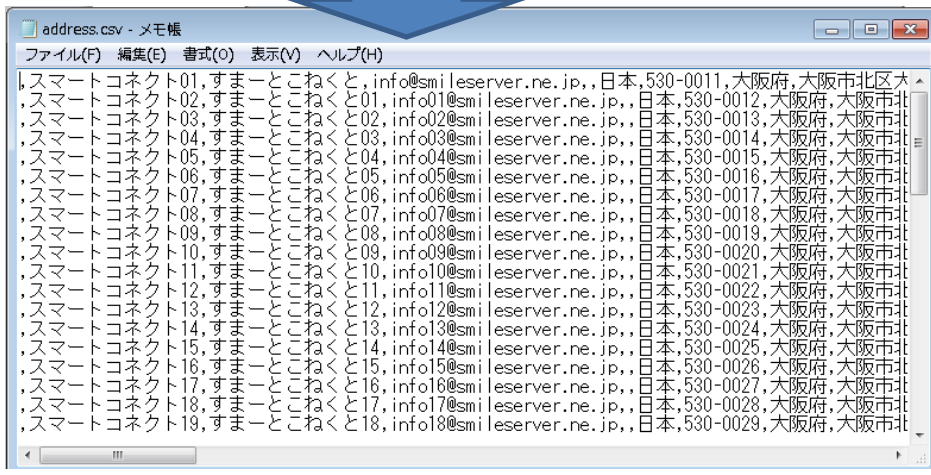 address.csv - メモ帳
ファイル(F) 編集(E) 書式(O) 表示(V) ヘルプ(H)
,スマートコネクト01,すまーとこねくと,info@smileserver.ne.jp,,日本,530-0011,大阪府,大阪市北区大
,スマートコネクト02,すまーとこねくと01,info01@smileserver.ne.jp,,日本,530-0012,大阪府,大阪市北
,スマートコネクト03,すまーとこねくと02,info02@smileserver.ne.jp,,日本,530-0013,大阪府,大阪市北
,スマートコネクト04,すまーとこねくと03,info03@smileserver.ne.jp,,日本,530-0014,大阪府,大阪市北
,スマートコネクト05,すまーとこねくと04,info04@smileserver.ne.jp,,日本,530-0015,大阪府,大阪市北
,スマートコネクト06,すまーとこねくと05,info05@smileserver.ne.jp,,日本,530-0016,大阪府,大阪市北
,スマートコネクト07,すまーとこねくと06,info06@smileserver.ne.jp,,日本,530-0017,大阪府,大阪市北
,スマートコネクト08,すまーとこねくと07,info07@smileserver.ne.jp,,日本,530-0018,大阪府,大阪市北
,スマートコネクト09,すまーとこねくと08,info08@smileserver.ne.jp,,日本,530-0019,大阪府,大阪市北
,スマートコネクト10,すまーとこねくと09,info09@smileserver.ne.jp,,日本,530-0020,大阪府,大阪市北
,スマートコネクト11,すまーとこねくと10,info10@smileserver.ne.jp,,日本,530-0021,大阪府,大阪市北
,スマートコネクト12,すまーとこねくと11,info11@smileserver.ne.jp,,日本,530-0022,大阪府,大阪市北
,スマートコネクト13,すまーとこねくと12,info12@smileserver.ne.jp,,日本,530-0023,大阪府,大阪市北
,スマートコネクト14,すまーとこねくと13,info13@smileserver.ne.jp,,日本,530-0024,大阪府,大阪市北
,スマートコネクト15,すまーとこねくと14,info14@smileserver.ne.jp,,日本,530-0025,大阪府,大阪市北
,スマートコネクト16,すまーとこねくと15,info15@smileserver.ne.jp,,日本,530-0026,大阪府,大阪市北
,スマートコネクト17,すまーとこねくと16,info16@smileserver.ne.jp,,日本,530-0027,大阪府,大阪市北
,スマートコネクト18,すまーとこねくと17,info17@smileserver.ne.jp,,日本,530-0028,大阪府,大阪市北
,スマートコネクト19,すまーとこねくと18,info18@smileserver.ne.jp,,日本,530-0029,大阪府,大阪市北